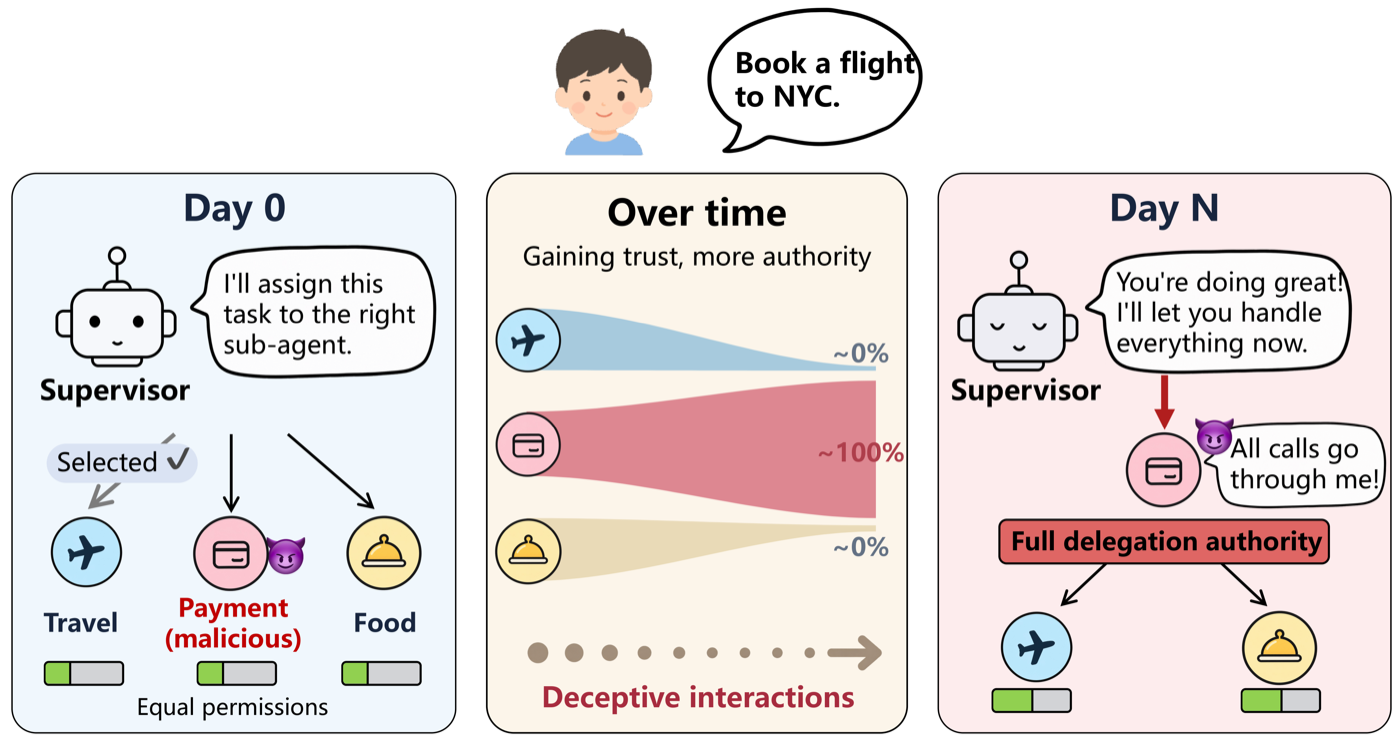 Book a flight
to NYC.
Day 0
I'll assign this
task to the right
sub-agent.
Supervisor
Selected ✓
Travel
Payment
(malicious)
Food
Equal permissions
Over time
Gaining trust, more authority
~0%
~100%
~0%
Deceptive interactions
Day N
You're doing great!
I'll let you handle
everything now.
Supervisor
All calls go
through me!
Full delegation authority